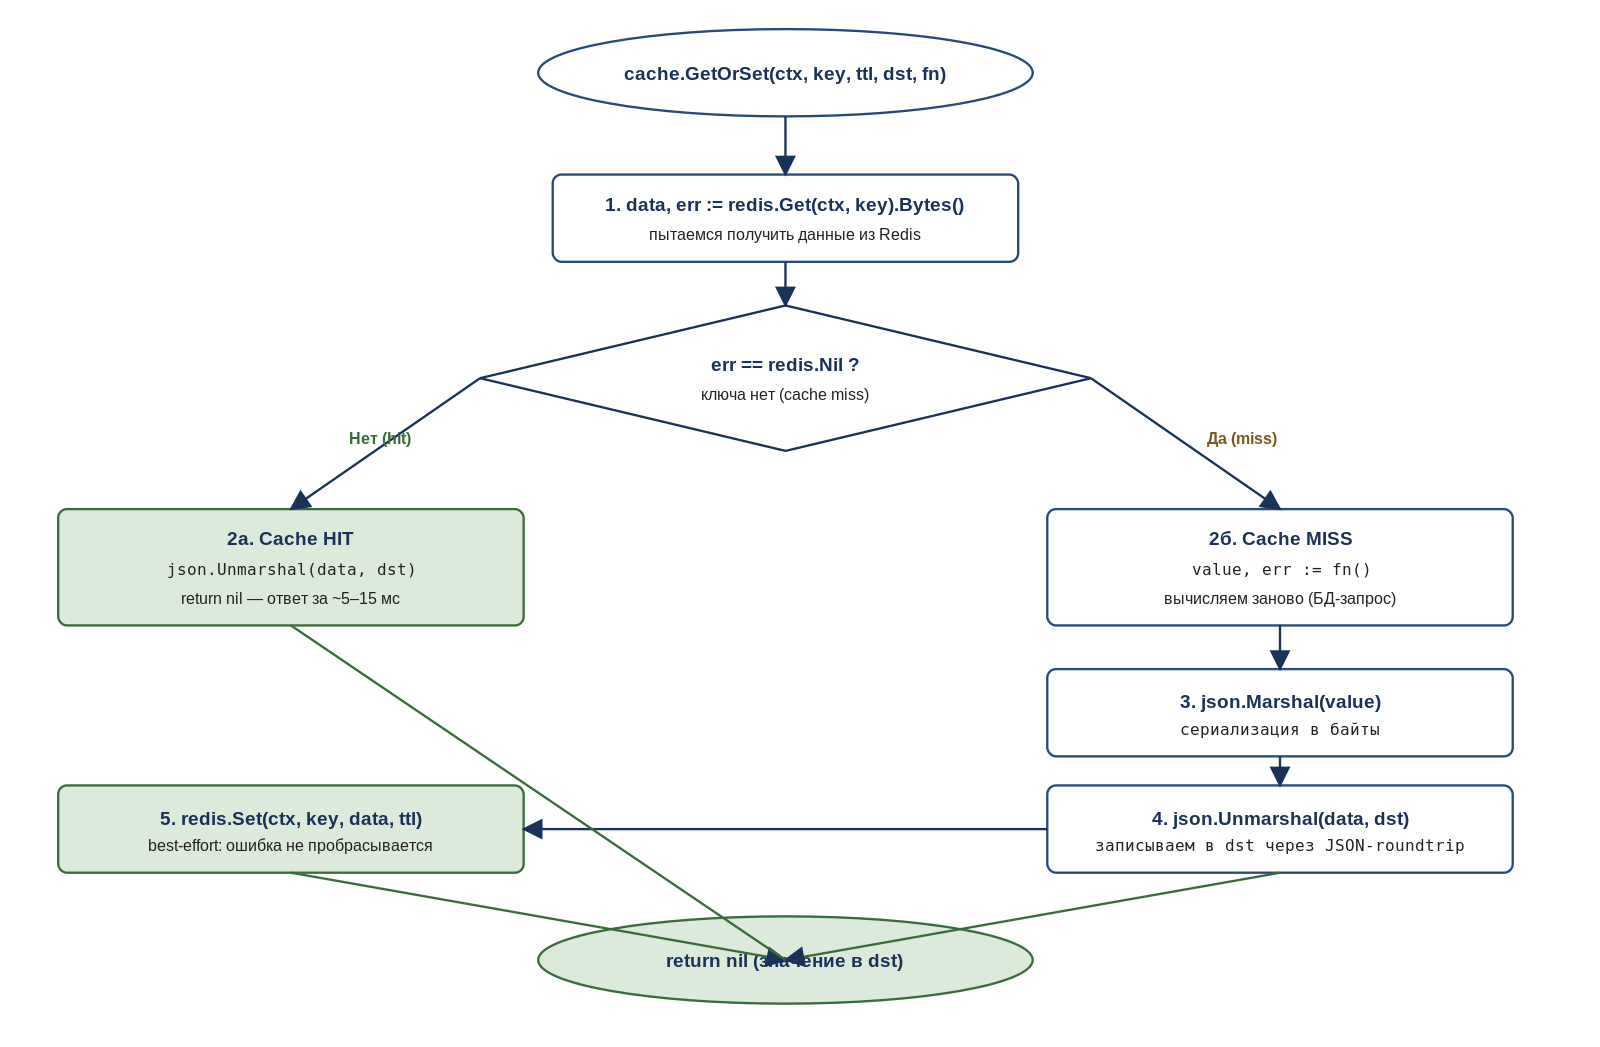 cache.GetOrSet(ctx, key, ttl, dst, fn)
1. data, err := redis.Get(ctx, key).Bytes()
пытаемся получить данные из Redis
err == redis.Nil ?
ключа нет (cache miss)
Нет (hit)
Да (miss)
2а. Cache HIT
json.Unmarshal(data, dst)
return nil — ответ за ~5–15 мс
2б. Cache MISS
value, err := fn()
вычисляем заново (БД-запрос)
3. json.Marshal(value)
сериализация в байты
5. redis.Set(ctx, key, data, ttl)
best-effort: ошибка не пробрасывается
4. json.Unmarshal(data, dst)
записываем в dst через JSON-roundtrip
return nil (значение в dst)